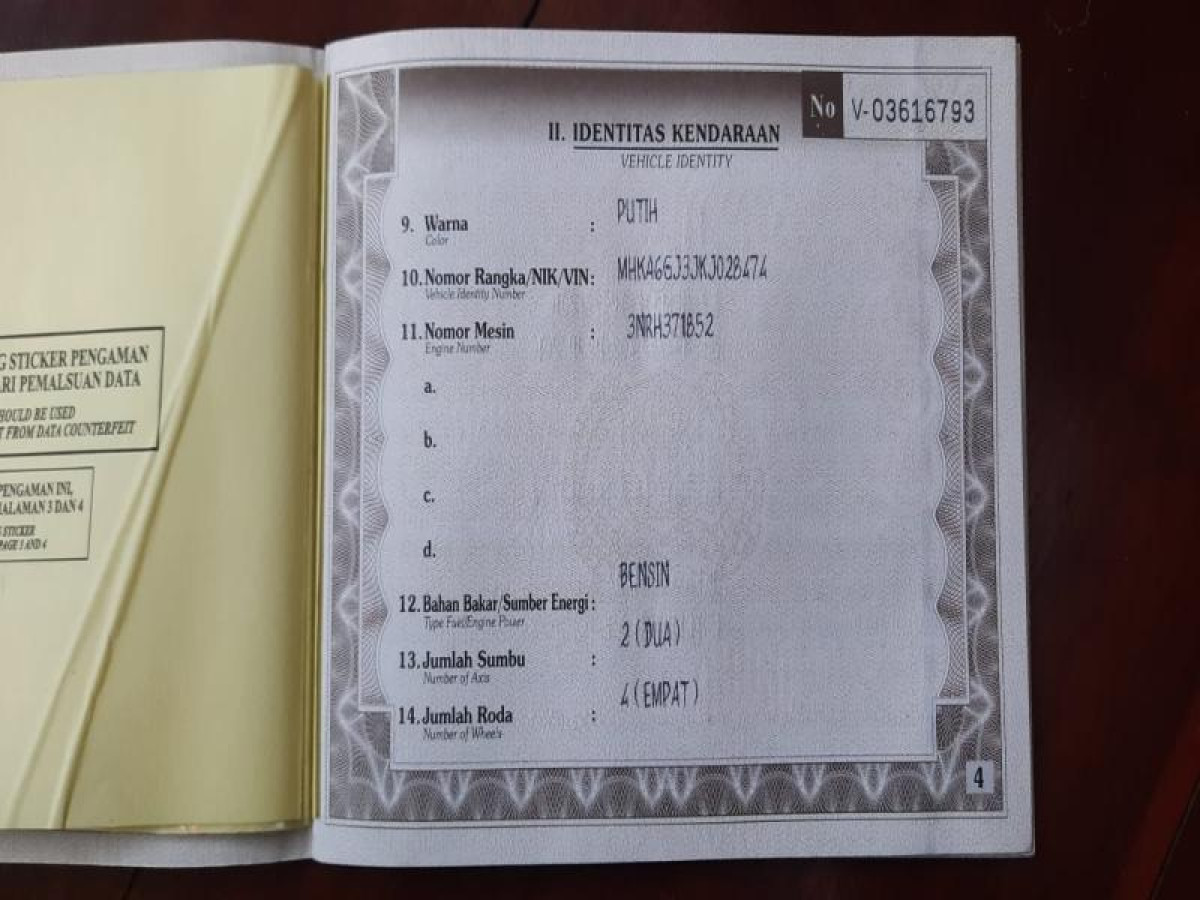 G STICKER PENGAMAN
ARI PEMALSUAN DATA
HOULD BE USED
T FROM DATA COUNTERFEIT
PENGAMAN INI,
HALAMAN 3 DAN 4
STICKER
PAGE 3 AND 4
No V-03616793
II. IDENTITAS KENDARAAN
VEHICLE IDENTITY
9. Warna : PUTIH
Color
10. Nomor Rangka/NIK/VIN : MHKA6GJ3JKJ028474
Vehicle Identity Number
11. Nomor Mesin : 3NRH371852
Engine Number
a.
b.
c.
d.
12. Bahan Bakar/Sumber Energi : BENSIN
Type Fuel/Engine Power
13. Jumlah Sumbu : 2 (DUA)
Number of Axis
14. Jumlah Roda : 4 (EMPAT)
Number of Wheels
4